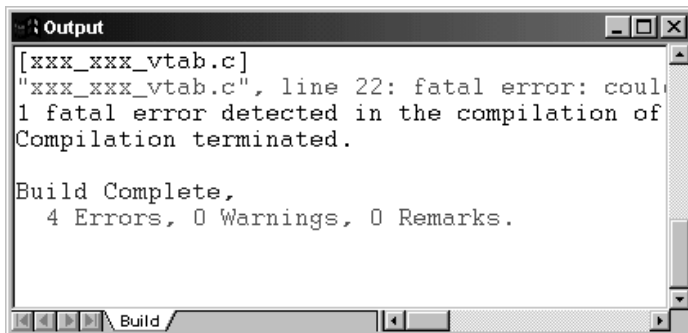 Output
[xxx_xxx_vtab.c]
"xxx_xxx_vtab.c", line 22: fatal error: coul
1 fatal error detected in the compilation of
Compilation terminated.
Build Complete,
4 Errors, 0 Warnings, 0 Remarks.
Build